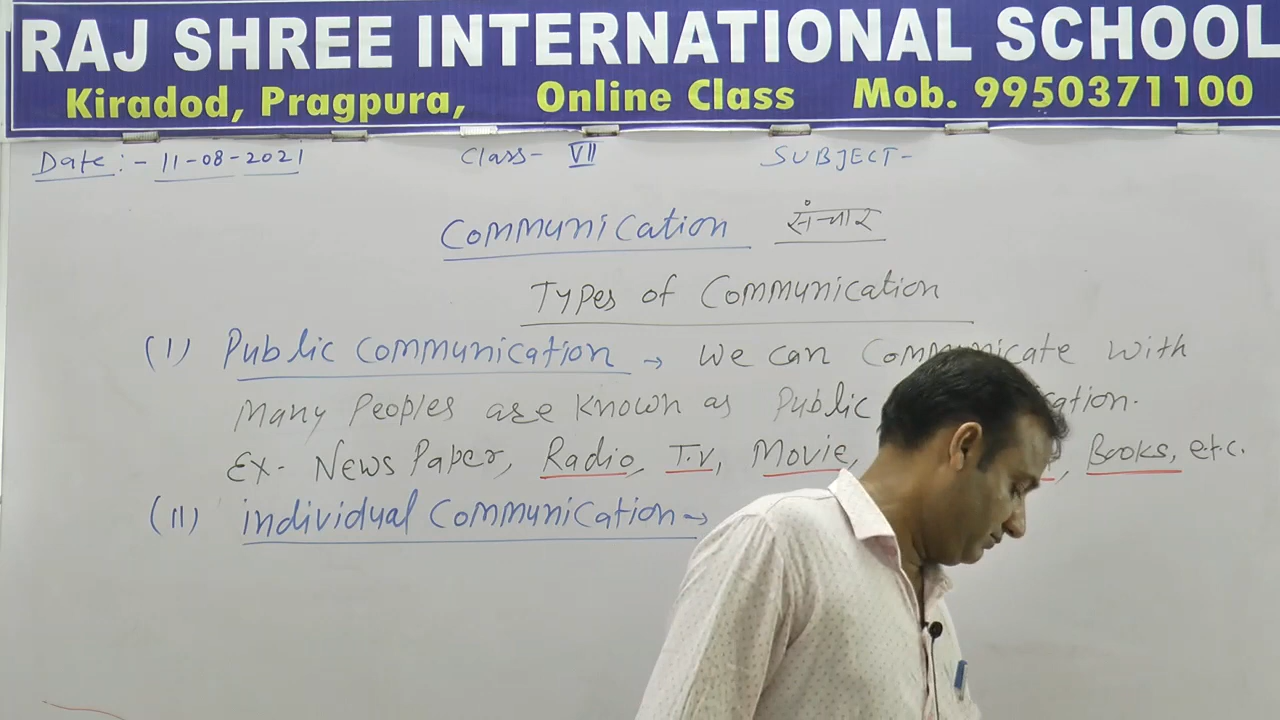 RAJ SHREE INTERNATIONAL SCHOOL
Kiradod, Pragpura, Online Class Mob. 9950371100
Date:- 11-08-2021 Class- VII SUBJECT-
Communication संचार
Types of Communication
(I) Public Communication → We can Communicate with
Many Peoples are known as Public
Ex- News Paper, Radio, T.V, Movie, Books, etc.
(II) individual Communication →